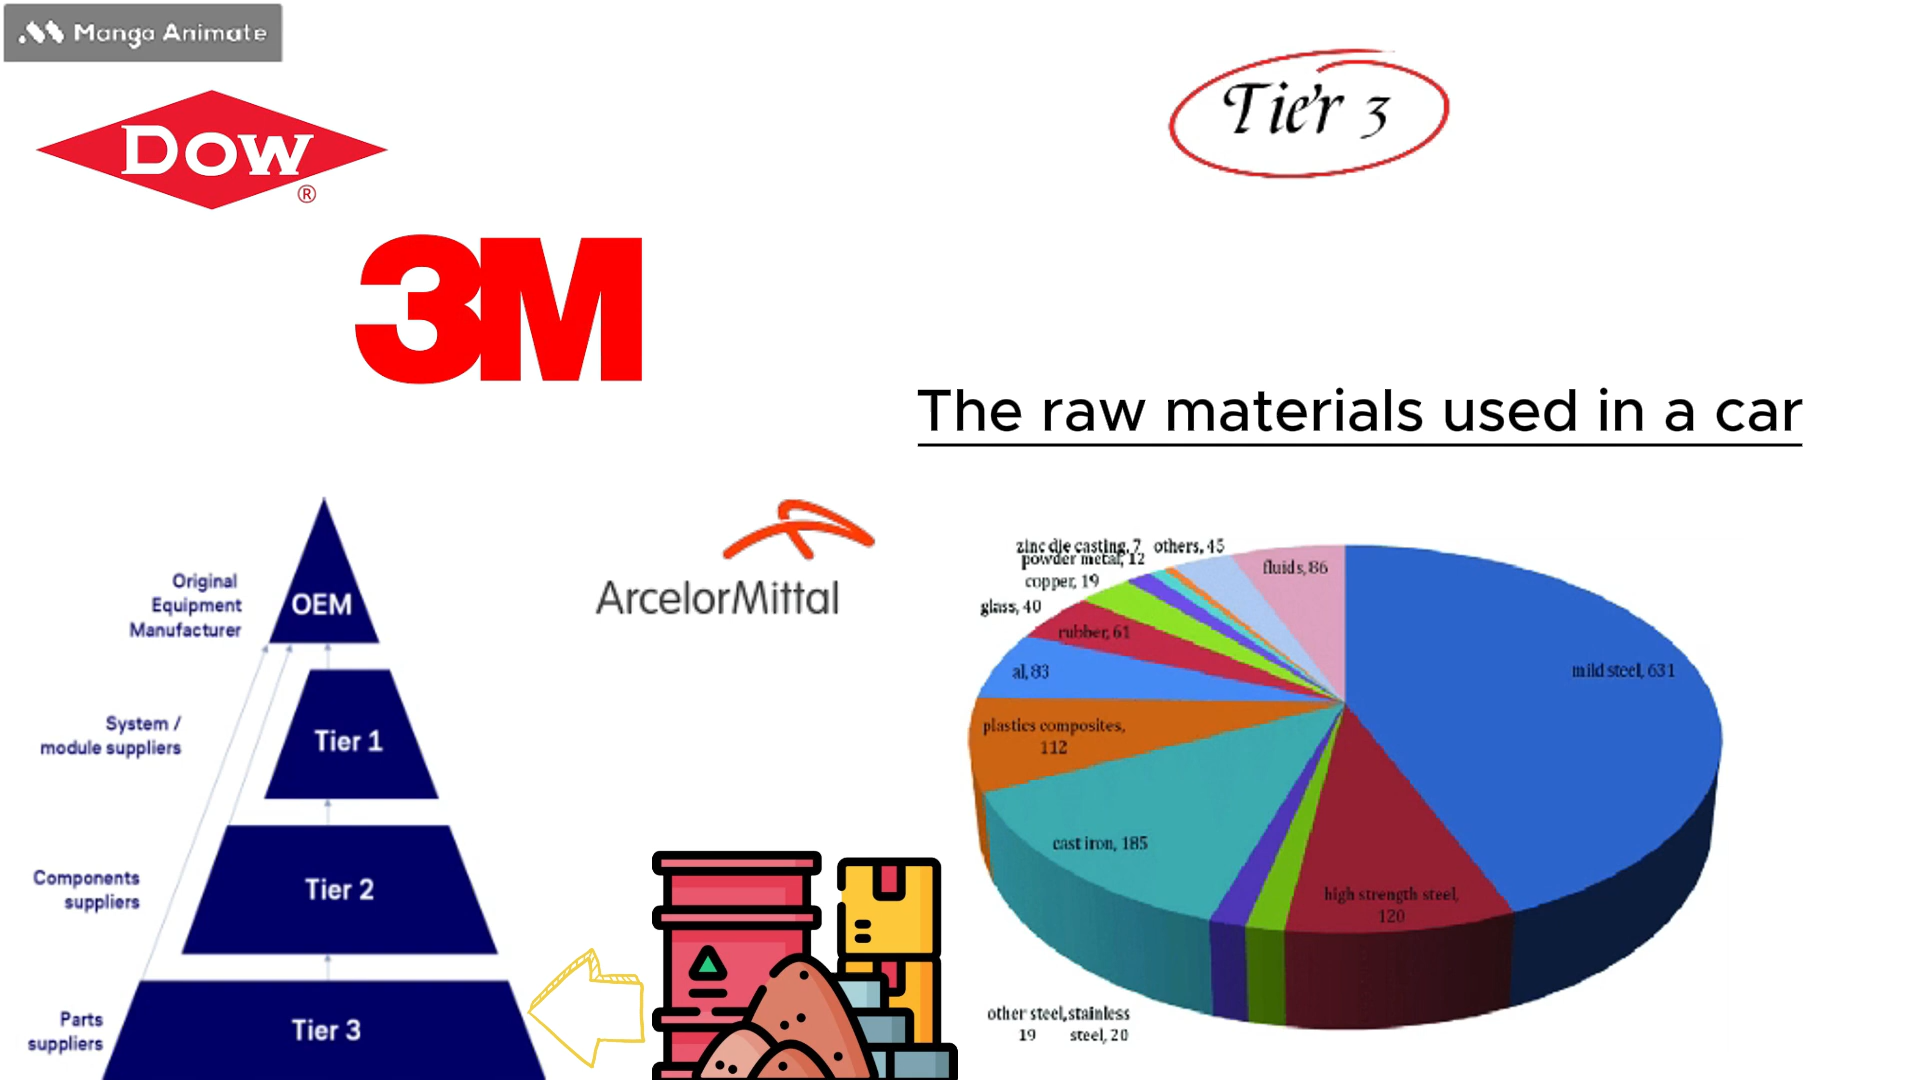 Manga Animate
Dow
®
3M
Tier 3
The raw materials used in a car
ArcelorMittal
Original
Equipment
Manufacturer
OEM
System /
module suppliers
Tier 1
Components
suppliers
Tier 2
Parts
suppliers
Tier 3
zinc die casting, 7
others, 45
powder metal, 12
copper, 19
glass, 40
fluids, 86
rubber, 61
al, 83
mild steel, 631
plastics composites,
112
cast iron, 185
high strength steel,
120
other steel,
19
stainless
steel, 20